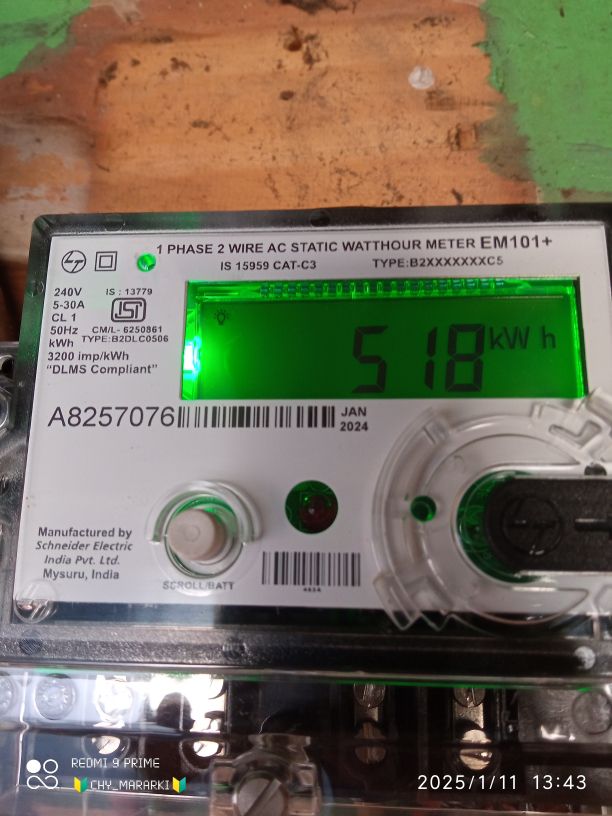 1 PHASE 2 WIRE AC STATIC WATTHOUR METER EM101+
IS 15959 CAT-C3 TYPE:B2XXXXXXXC5
240V
5-30A
CL 1
50Hz
kWh
3200 imp/kWh
"DLMS Compliant"
IS : 13779
ISI
CM/L- 6250861
TYPE:B2DLC0506
518 kW h
A8257076
JAN
2024
Manufactured by
Schneider Electric
India Pvt. Ltd.
Mysuru, India
SCROLL/BATT
REDMI 9 PRIME
🔰CHY_MARARKI🔰
2025/1/11 13:43